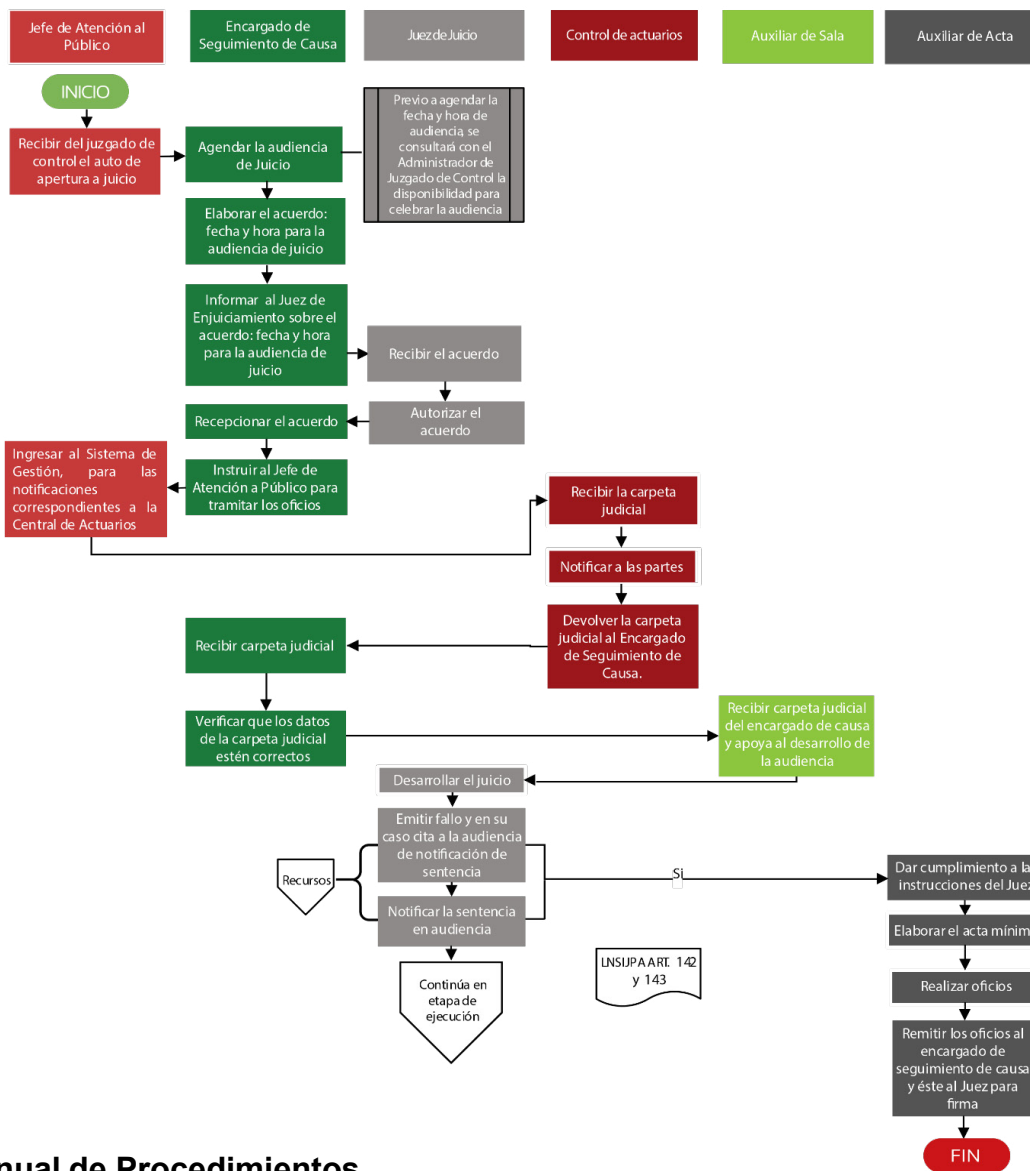 Jefe de Atención al
Público
Encargado de
Seguimiento de Causa
Juez de Juicio
Control de actuarios
Auxiliar de Sala
Auxiliar de Acta
INICIO
Recibir del juzgado de
control el auto de
apertura a juicio
Agendar la audiencia
de Juicio
Previo a agendar la
fecha y hora de
audiencia, se
consultará con el
Administrador de
Juzgado de Control la
disponibilidad para
celebrar la audiencia
Elaborar el acuerdo:
fecha y hora para la
audiencia de juicio
Informar al Juez de
Enjuiciamiento sobre el
acuerdo: fecha y hora
para la audiencia de
juicio
Recibir el acuerdo
Autorizar el
acuerdo
Recepcionar el acuerdo
Instruir al Jefe de
Atención a Público para
tramitar los oficios
Ingresar al Sistema de
Gestión, para las
notificaciones
correspondientes a la
Central de Actuarios
Recibir la carpeta
judicial
Notificar a las partes
Devolver la carpeta
judicial al Encargado
de Seguimiento de
Causa.
Recibir carpeta judicial
Verificar que los datos
de la carpeta judicial
estén correctos
Recibir carpeta judicial
del encargado de causa
y apoya al desarrollo de
la audiencia
Desarrollar el juicio
Emitir fallo y en su
caso cita a la audiencia
de notificación de
sentencia
Recursos
Si
Notificar la sentencia
en audiencia
Continúa en
etapa de
ejecución
LNSIJPA ART. 142
y 143
Dar cumplimiento a la
instrucciones del Juez
Elaborar el acta mínim
Realizar oficios
Remitir los oficios al
encargado de
seguimiento de causa
y éste al Juez para
firma
FIN
nual de Procedimientos